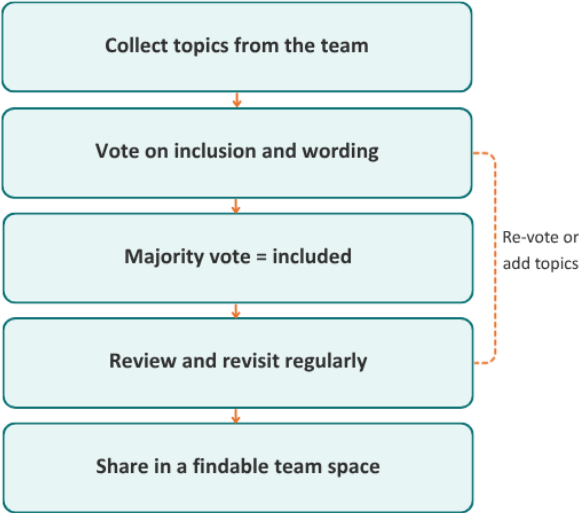 Collect topics from the team
Vote on inclusion and wording
Re-vote or
add topics
Majority vote = included
Review and revisit regularly
Share in a findable team space